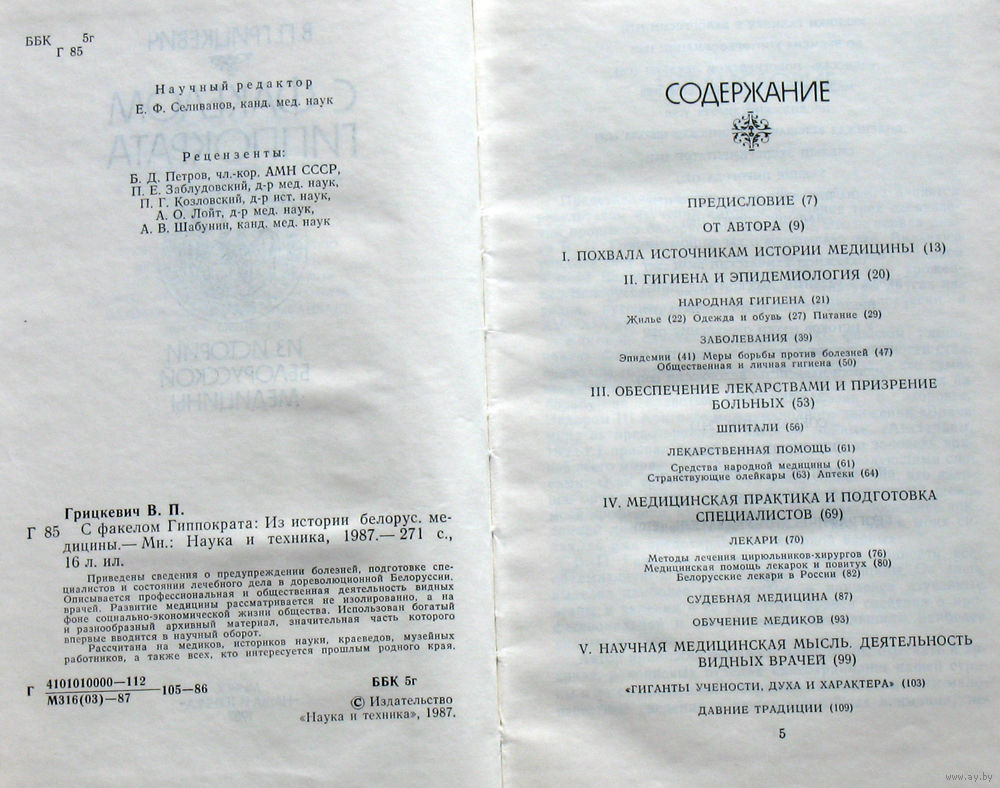 ББК 5г
Г 85
Научный редактор
Е. Ф. Селиванов, канд. мед. наук
Рецензенты:
Б. Д. Петров, чл.-кор. АМН СССР,
П. Е. Заблудовский, д-р мед. наук,
П. Г. Козловский, д-р ист. наук,
А. О. Лойт, д-р мед. наук,
А. В. Шабунин, канд. мед. наук
Грицкевич В. П.
Г 85 С факелом Гиппократа: Из истории белорус. ме-
дицины.— Мн.: Наука и техника, 1987.— 271 с.,
16 л. ил.
Приведены сведения о предупреждении болезней, подготовке спе-
циалистов и состоянии лечебного дела в дореволюционной Белоруссии.
Описывается профессиональная и общественная деятельность видных
врачей. Развитие медицины рассматривается не изолированно, а на
фоне социально-экономической жизни общества. Использован богатый
и разнообразный архивный материал, значительная часть которого
впервые вводится в научный оборот.
Рассчитана на медиков, историков науки, краеведов, музейных
работников, а также всех, кто интересуется прошлым родного края.
Г 4101010000—112
М316(03)—87 105—86
ББК 5г
© Издательство
«Наука и техника», 1987.
СОДЕРЖАНИЕ
ПРЕДИСЛОВИЕ (7)
ОТ АВТОРА (9)
I. ПОХВАЛА ИСТОЧНИКАМ ИСТОРИИ МЕДИЦИНЫ (13)
II. ГИГИЕНА И ЭПИДЕМИОЛОГИЯ (20)
НАРОДНАЯ ГИГИЕНА (21)
Жилье (22) Одежда и обувь (27) Питание (29)
ЗАБОЛЕВАНИЯ (39)
Эпидемии (41) Меры борьбы против болезней (47)
Общественная и личная гигиена (50)
III. ОБЕСПЕЧЕНИЕ ЛЕКАРСТВАМИ И ПРИЗРЕНИЕ
БОЛЬНЫХ (53)
ШПИТАЛИ (56)
ЛЕКАРСТВЕННАЯ ПОМОЩЬ (61)
Средства народной медицины (61)
Странствующие олейкары (63) Аптеки (64)
IV. МЕДИЦИНСКАЯ ПРАКТИКА И ПОДГОТОВКА
СПЕЦИАЛИСТОВ (69)
ЛЕКАРИ (70)
Методы лечения цирюльников-хирургов (76)
Медицинская помощь лекарок и повитух (80)
Белорусские лекари в России (82)
СУДЕБНАЯ МЕДИЦИНА (87)
ОБУЧЕНИЕ МЕДИКОВ (93)
V. НАУЧНАЯ МЕДИЦИНСКАЯ МЫСЛЬ. ДЕЯТЕЛЬНОСТЬ
ВИДНЫХ ВРАЧЕЙ (99)
«ГИГАНТЫ УЧЕНОСТИ, ДУХА И ХАРАКТЕРА» (103)
ДАВНИЕ ТРАДИЦИИ (109)
5
www.ay.by